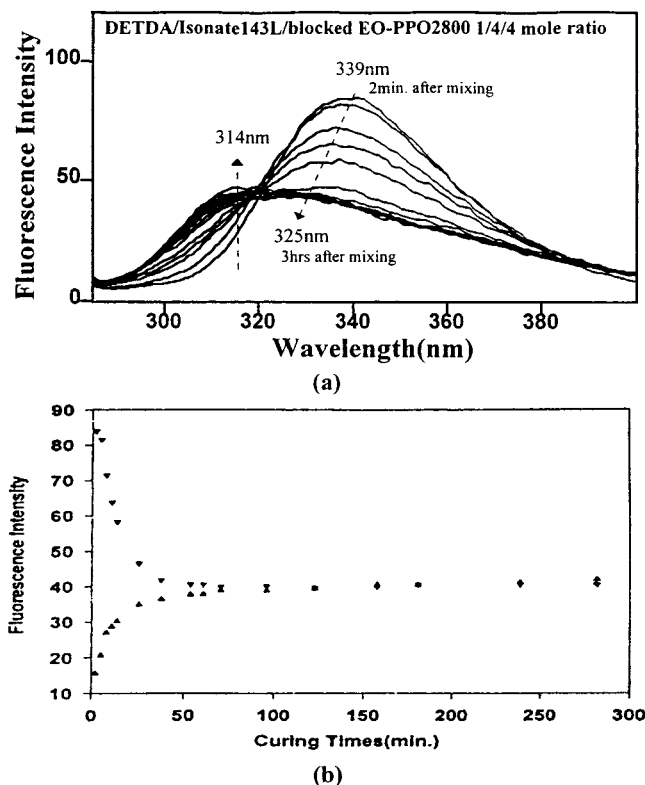 DETDA/Isonate143L/blocked EO-PPO2800 1/4/4 mole ratio
100
50
0
Fluorescence Intensity
339nm
2min. after mixing
314nm
325nm
3hrs after mixing
300
320
340
360
380
Wavelength(nm)
(a)
90
80
70
60
50
40
30
20
10
Fluorescence Intensity
0
50
100
150
200
250
300
Curing Times(min.)
(b)